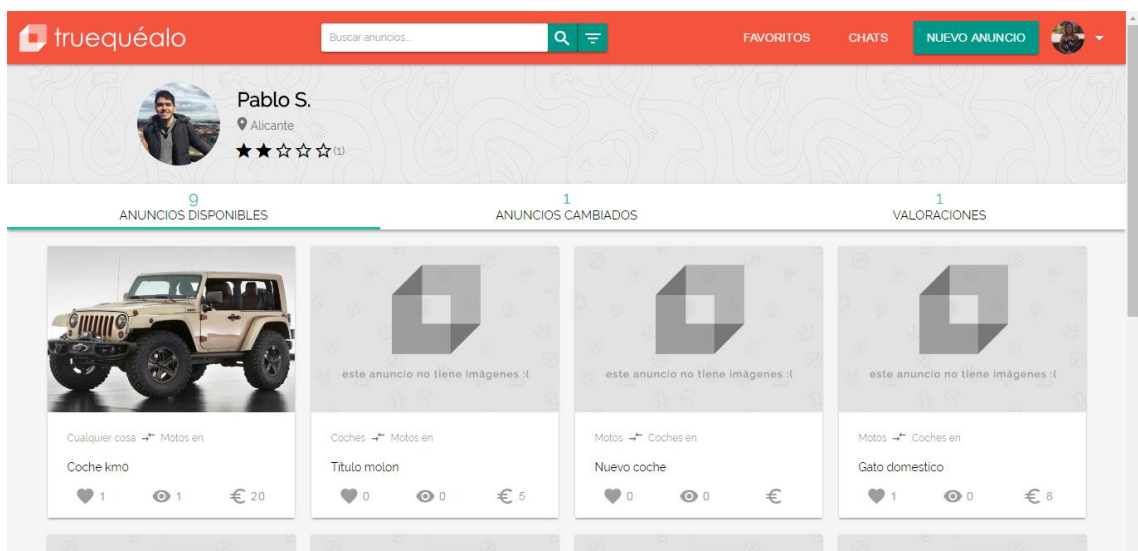 truequéalo
Buscar anuncios...
FAVORITOS
CHATS
NUEVO ANUNCIO
Pablo S.
Alicante
(1)
9
ANUNCIOS DISPONIBLES
1
ANUNCIOS CAMBIADOS
1
VALORACIONES
Cualquier cosa Motos en
Coche km0
1 1 € 20
este anuncio no tiene imágenes :(
Coches Motos en
Titulo molon
0 0 € 5
este anuncio no tiene imágenes :(
Motos Coches en
Nuevo coche
0 0 €
este anuncio no tiene imágenes :(
Motos Coches en
Gato domestico
1 0 € 8